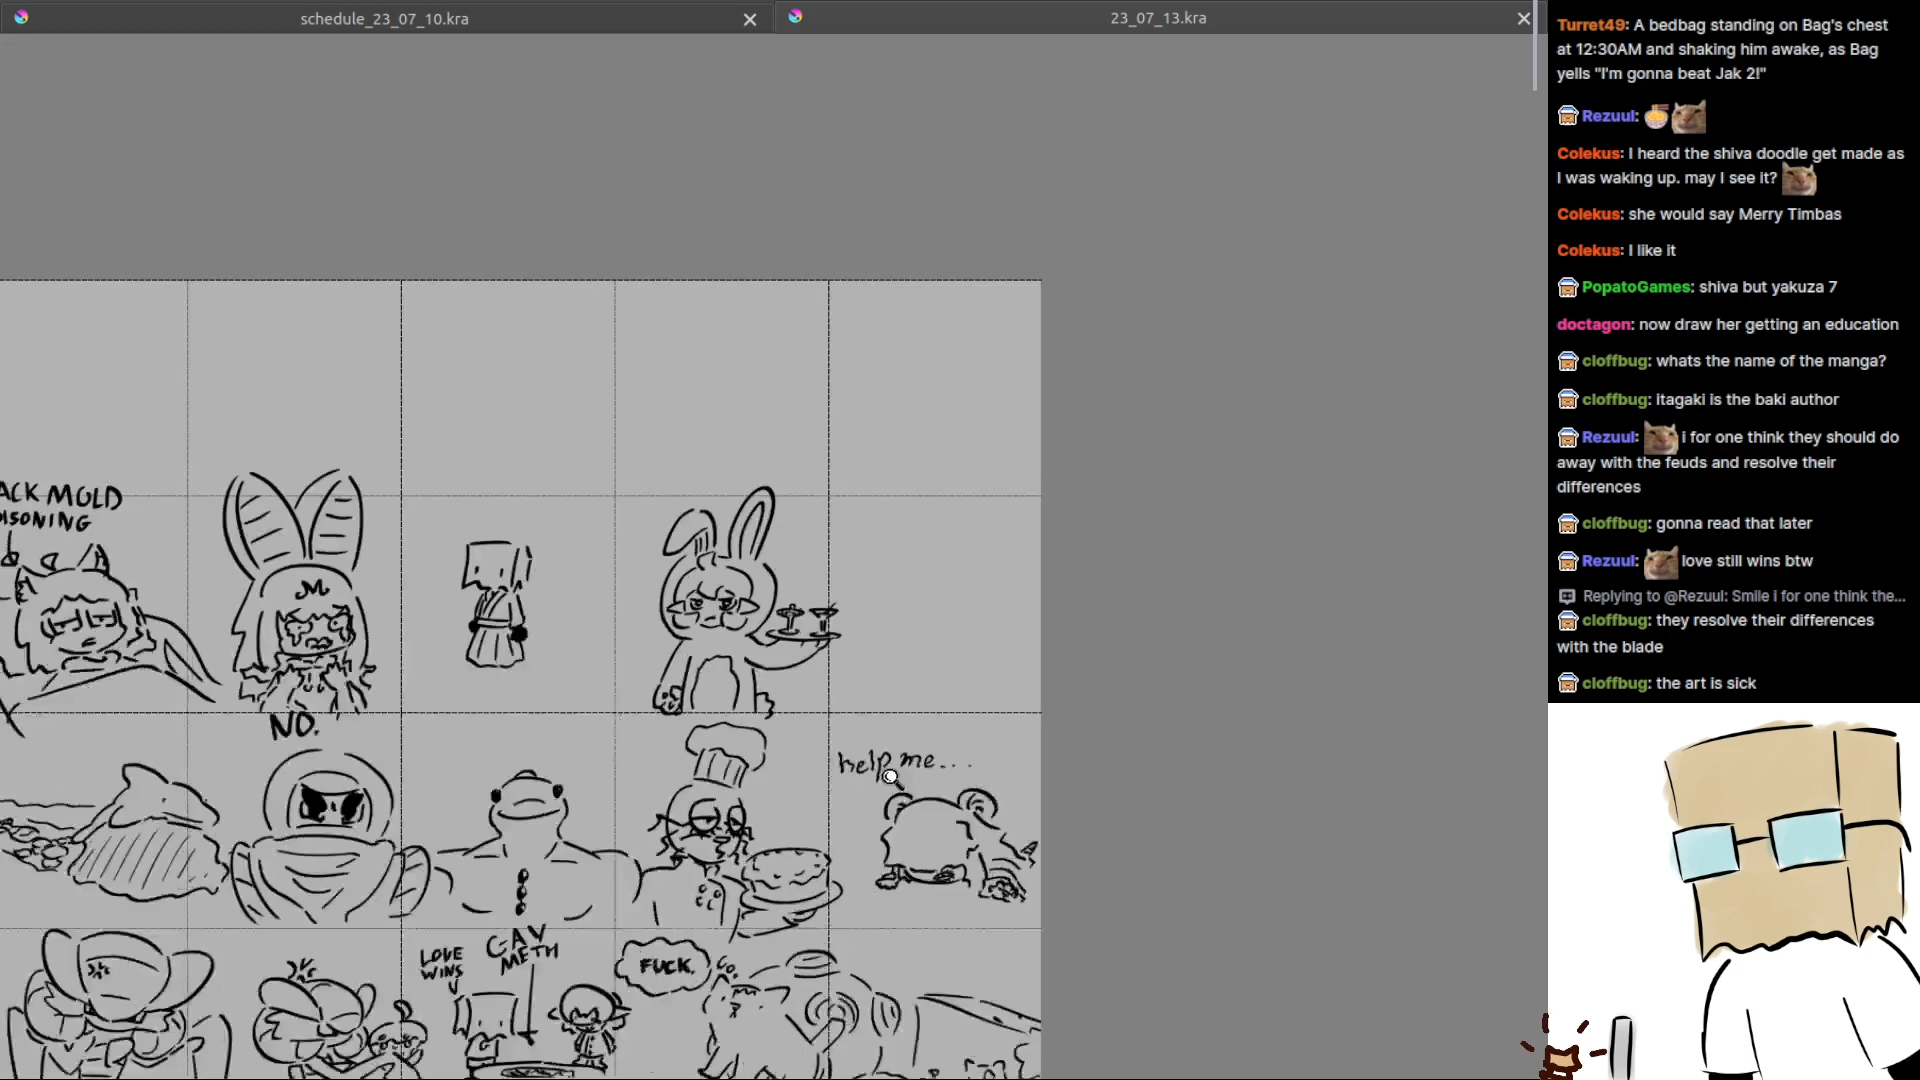 schedule_23_07_10.kra
23_07_13.kra
Turret49: A bedbag standing on Bag's chest
at 12:30AM and shaking him awake, as Bag
yells "I'm gonna beat Jak 2!"
Rezuul:
Colekus: I heard the shiva doodle get made as
I was waking up. may I see it?
Colekus: she would say Merry Timbas
Colekus: I like it
PopatoGames: shiva but yakuza 7
doctagon: now draw her getting an education
cloffbug: whats the name of the manga?
cloffbug: itagaki is the baki author
Rezuul: i for one think they should do
away with the feuds and resolve their
differences
cloffbug: gonna read that later
Rezuul: love still wins btw
Replying to @Rezuul: Smile i for one think the...
cloffbug: they resolve their differences
with the blade
cloffbug: the art is sick
ACK MOLD
ISONING
NO.
help me...
LOVE
WINS
GAY
METH
FUCK.